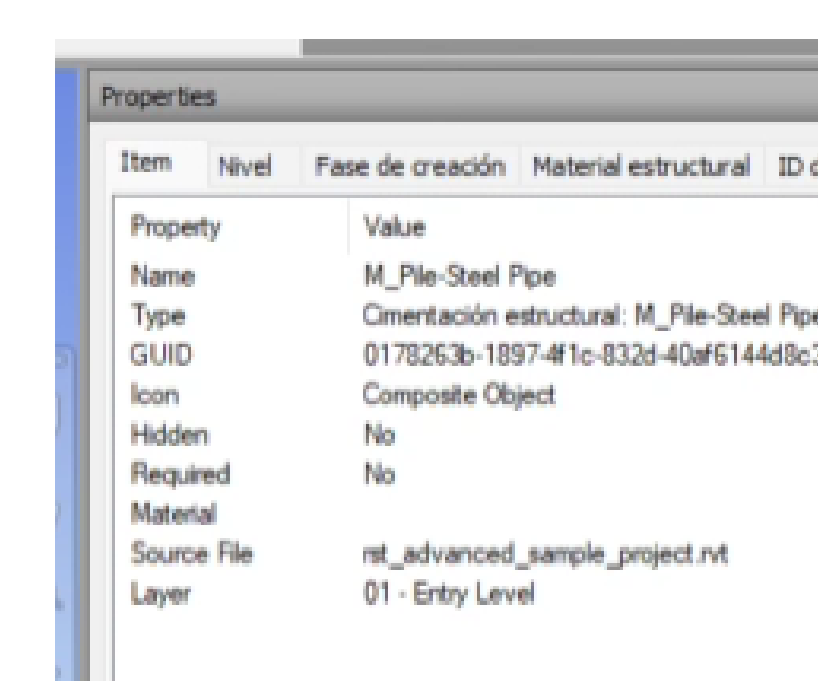 Properties
Item Nivel Fase de creación Material estructural ID
Property Value
Name M_Pile-Steel Pipe
Type Cimentación estructural: M_Pile-Steel Pipe
GUID 0178263b-1897-4f1c-832d-40af6144d8c3
Icon Composite Object
Hidden No
Required No
Material
Source File rst_advanced_sample_project.rvt
Layer 01 - Entry Level